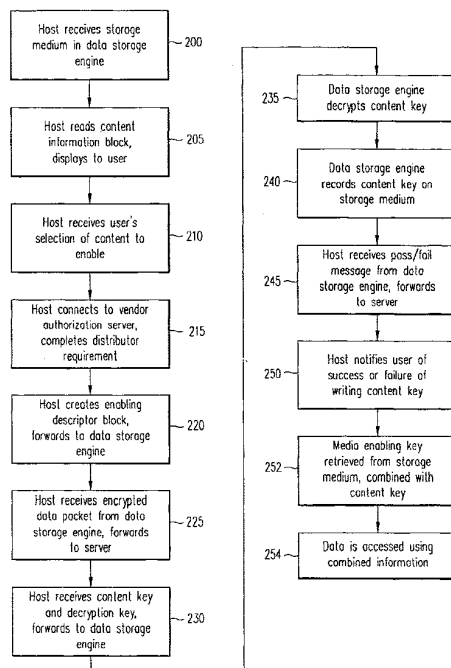 Host receives storage
medium in data storage
engine
200
Host reads content
information block,
displays to user
205
Host receives user's
selection of content to
enable
210
Host connects to vendor
authorization server,
completes distributor
requirement
215
Host creates enabling
descriptor block,
forwards to data storage
engine
220
Host receives encrypted
data packet from data
storage engine, forwards
to server
225
Host receives content key
and decryption key,
forwards to data storage
engine
230
235
Data storage engine
decrypts content key
240
Data storage engine
records content key on
storage medium
245
Host receives pass/fail
message from data
storage engine, forwards
to server
250
Host notifies user of
success or failure of
writing content key
252
Media enabling key
retrieved from storage
medium, combined with
content key
254
Data is accessed using
combined information